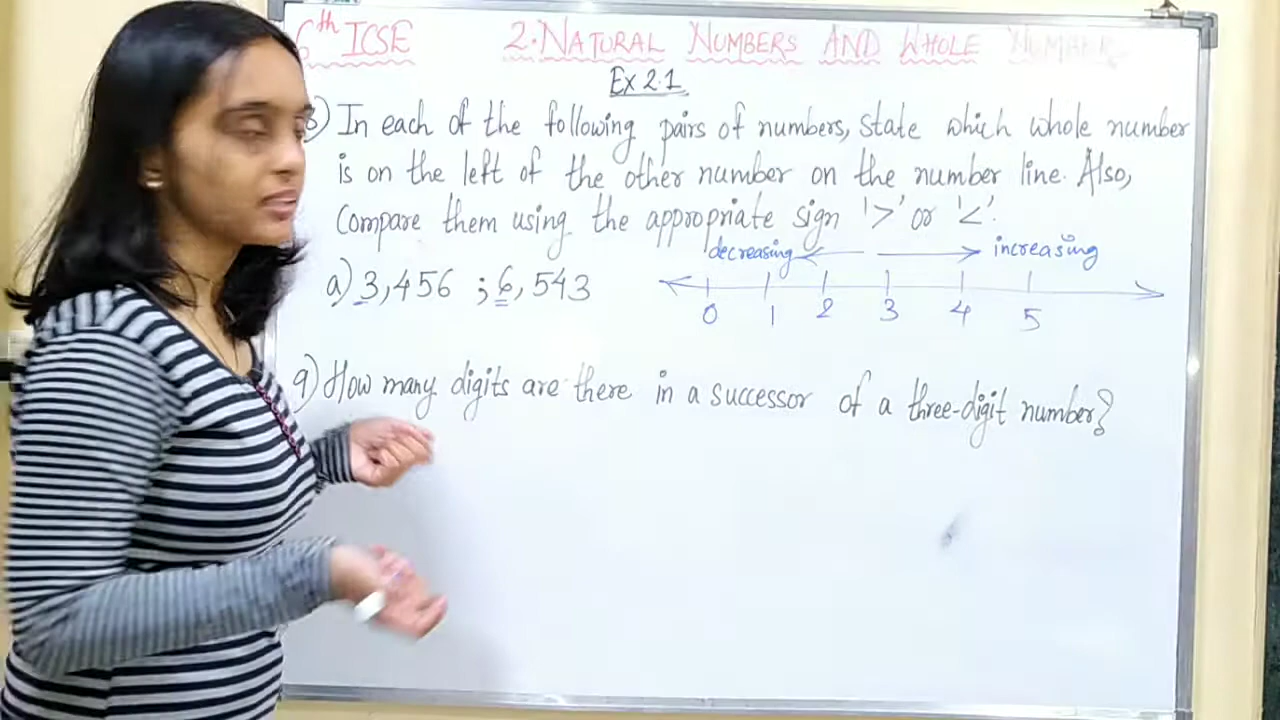 6th ICSE 2. NATURAL NUMBERS AND WHOLE NUMBER
Ex 2.1
8) In each of the following pairs of numbers, state which whole number
is on the left of the other number on the number line. Also,
Compare them using the appropriate sign '>' or '<'.
decreasing increasing
a) 3,456 ; 6,543
0 1 2 3 4 5
9) How many digits are there in a successor of a three-digit number?